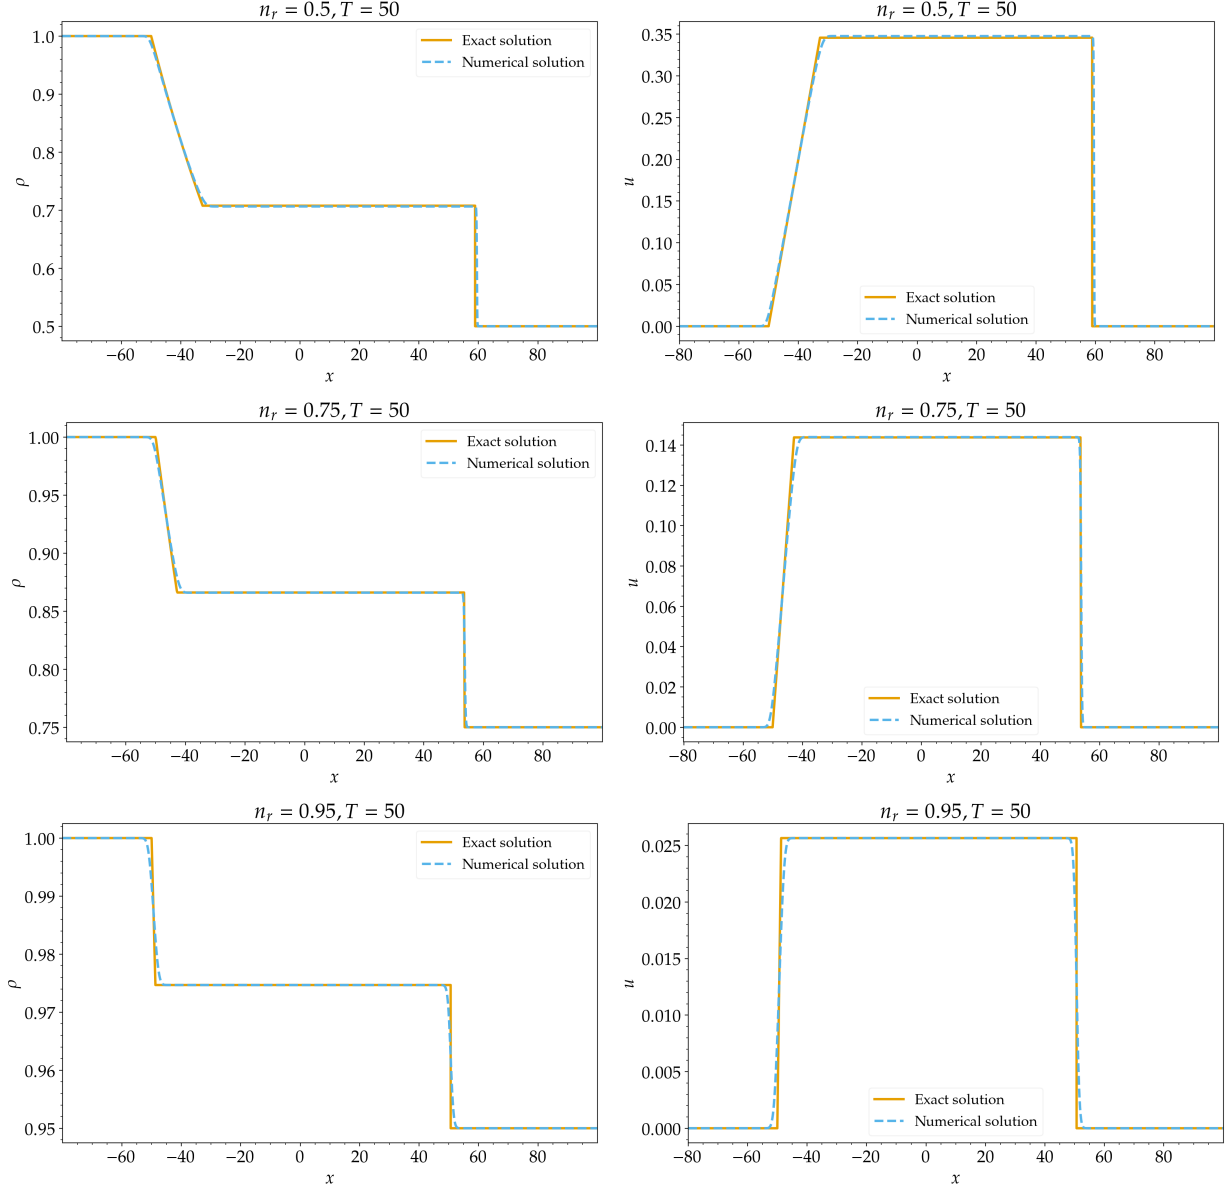 n_r = 0.5, T = 50
1.0
0.9
0.8
0.7
0.6
0.5
ρ
−60 −40 −20 0 20 40 60 80
x
Exact solution
Numerical solution
n_r = 0.5, T = 50
0.35
0.30
0.25
0.20
0.15
0.10
0.05
0.00
u
−80 −60 −40 −20 0 20 40 60 80
x
Exact solution
Numerical solution
n_r = 0.75, T = 50
1.00
0.95
0.90
0.85
0.80
0.75
ρ
−60 −40 −20 0 20 40 60 80
x
Exact solution
Numerical solution
n_r = 0.75, T = 50
0.14
0.12
0.10
0.08
0.06
0.04
0.02
0.00
u
−80 −60 −40 −20 0 20 40 60 80
x
Exact solution
Numerical solution
n_r = 0.95, T = 50
1.00
0.99
0.98
0.97
0.96
0.95
ρ
−60 −40 −20 0 20 40 60 80
x
Exact solution
Numerical solution
n_r = 0.95, T = 50
0.025
0.020
0.015
0.010
0.005
0.000
u
−80 −60 −40 −20 0 20 40 60 80
x
Exact solution
Numerical solution